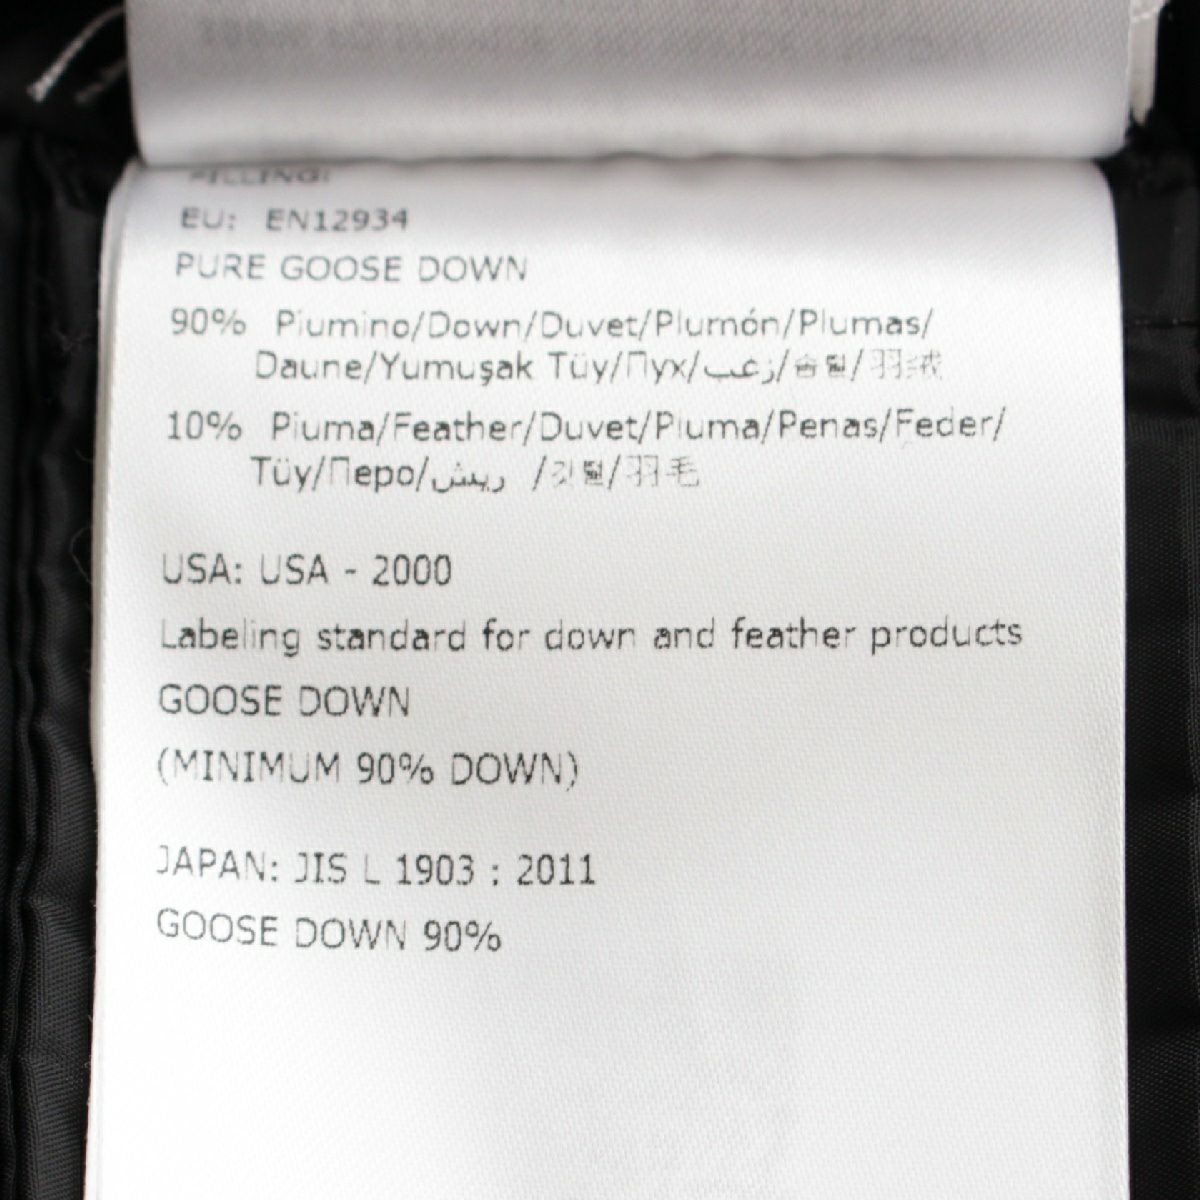 FILLING:
EU: EN12934
PURE GOOSE DOWN
90% Piumino/Down/Duvet/Plumón/Plumas/
Daune/Yumuşak Tüy/Пух/زغب/솜털/羽绒
10% Piuma/Feather/Duvet/Pluma/Penas/Feder/
Tüy/Перо/ريش /깃털/羽毛
USA: USA - 2000
Labeling standard for down and feather products
GOOSE DOWN
(MINIMUM 90% DOWN)
JAPAN: JIS L 1903 : 2011
GOOSE DOWN 90%